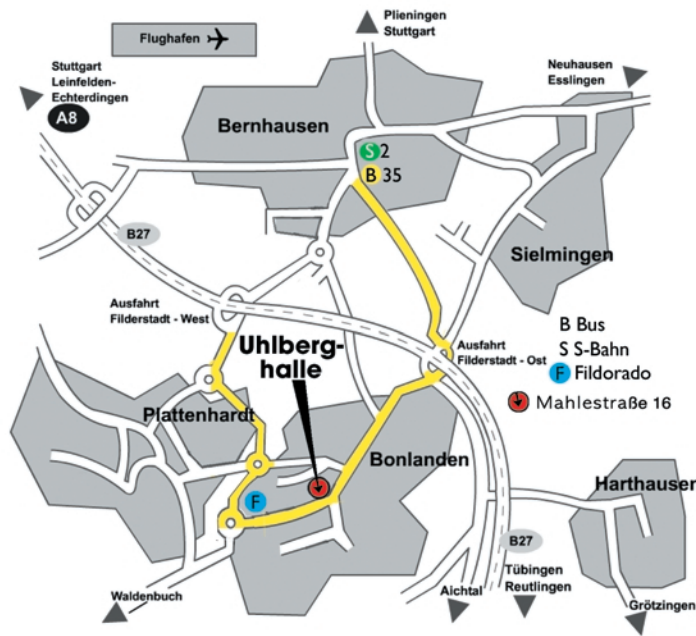 Flughafen
Plieningen
Stuttgart
Stuttgart
Leinfelden-
Echterdingen
A8
Neuhausen
Esslingen
Bernhausen
S 2
B 35
B27
Sielmingen
Ausfahrt
Filderstadt - West
Uhlberg-
halle
Ausfahrt
Filderstadt - Ost
B Bus
S S-Bahn
F Fildorado
Mahlestraße 16
Plattenhardt
Bonlanden
F
Harthausen
B27
Waldenbuch
Aichtal
Tübingen
Reutlingen
Grötzingen